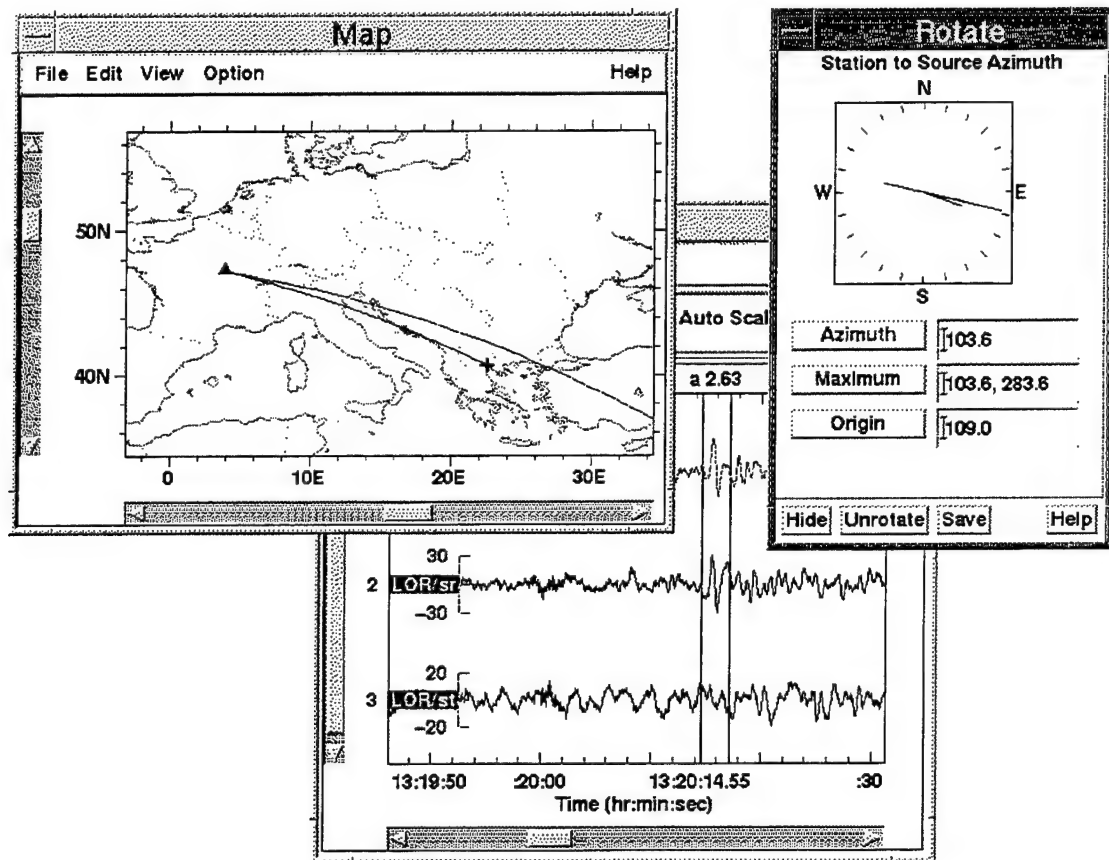 Map
File Edit View Option Help
50N
40N
0 10E 20E 30E
Rotate
Station to Source Azimuth
N
W E
S
Azimuth 103.6
Maximum 103.6, 283.6
Origin 109.0
Hide Unrotate Save Help
Auto Scal
a 2.63
30
2 LOR/sr
-30
20
3 LOR/st
-20
13:19:50 :20:00 13:20:14.55 :30
Time (hr:min:sec)